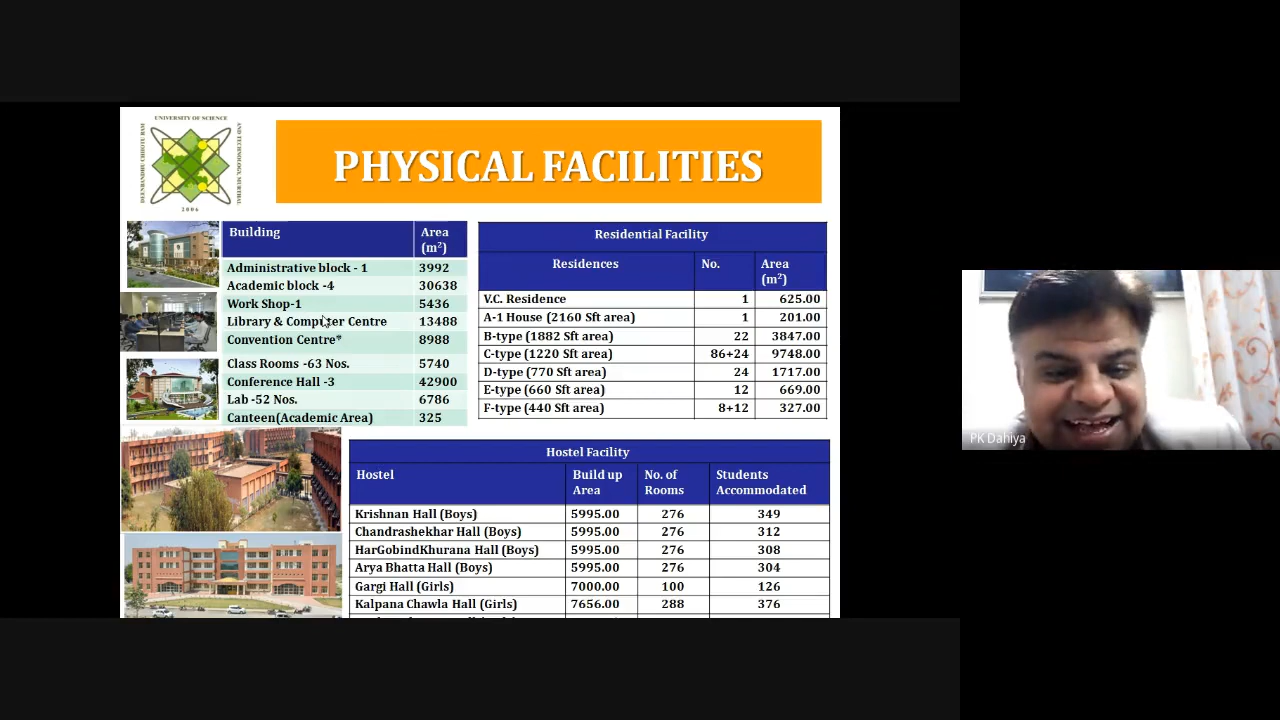 UNIVERSITY OF SCIENCE
DEENBANDHU CHHOTU RAM
AND TECHNOLOGY, MURTHAL
2006
PHYSICAL FACILITIES
Building Area (m²)
Administrative block - 1 3992
Academic block -4 30638
Work Shop-1 5436
Library & Computer Centre 13488
Convention Centre* 8988
Class Rooms -63 Nos. 5740
Conference Hall -3 42900
Lab -52 Nos. 6786
Canteen(Academic Area) 325
Residential Facility
Residences No. Area (m²)
V.C. Residence 1 625.00
A-1 House (2160 Sft area) 1 201.00
B-type (1882 Sft area) 22 3847.00
C-type (1220 Sft area) 86+24 9748.00
D-type (770 Sft area) 24 1717.00
E-type (660 Sft area) 12 669.00
F-type (440 Sft area) 8+12 327.00
Hostel Facility
Hostel Build up Area No. of Rooms Students Accommodated
Krishnan Hall (Boys) 5995.00 276 349
Chandrashekhar Hall (Boys) 5995.00 276 312
HarGobindKhurana Hall (Boys) 5995.00 276 308
Arya Bhatta Hall (Boys) 5995.00 276 304
Gargi Hall (Girls) 7000.00 100 126
Kalpana Chawla Hall (Girls) 7656.00 288 376
PK Dahiya